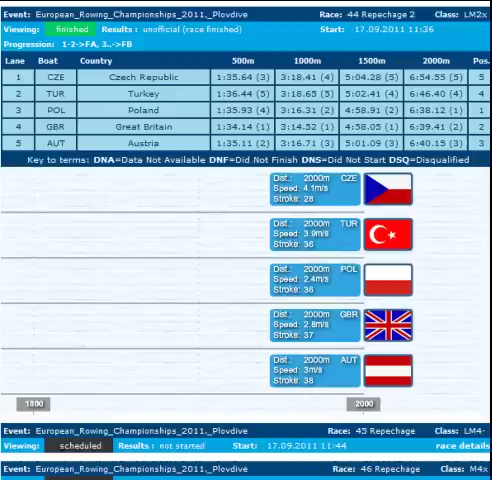 Event: European_Rowing_Championships_2011,_Plovdive Race: 44 Repechage 2 Class: LM2x
Viewing: finished Results : unofficial (race finished) Start: 17.09.2011 11:36
Progression: 1-2->FA, 3..->FB
Lane Boat Country 500m 1000m 1500m 2000m Pos.
1 CZE Czech Republic 1:35.64 (3) 3:18.41 (4) 5:04.28 (5) 6:54.55 (5) 5
2 TUR Turkey 1:36.44 (5) 3:18.65 (5) 5:02.41 (4) 6:46.40 (4) 4
3 POL Poland 1:35.93 (4) 3:16.31 (2) 4:58.91 (2) 6:38.12 (1) 1
4 GBR Great Britain 1:34.14 (1) 3:14.52 (1) 4:58.05 (1) 6:39.41 (2) 2
5 AUT Austria 1:35.11 (2) 3:16.71 (3) 5:01.09 (3) 6:40.15 (3) 3
Key to terms: DNA=Data Not Available DNF=Did Not Finish DNS=Did Not Start DSQ=Disqualified
Dist.: 2000m CZE
Speed: 4.1m/s
Stroke: 28
Dist.: 2000m TUR
Speed: 3.9m/s
Stroke: 36
Dist.: 2000m POL
Speed: 2.4m/s
Stroke: 38
Dist.: 2000m GBR
Speed: 2.8m/s
Stroke: 37
Dist.: 2000m AUT
Speed: 3m/s
Stroke: 38
1800 2000
Event: European_Rowing_Championships_2011,_Plovdive Race: 45 Repechage Class: LM4-
Viewing: scheduled Results : not started Start: 17.09.2011 11:44 race details
Event: European_Rowing_Championships_2011,_Plovdive Race: 46 Repechage Class: M4x